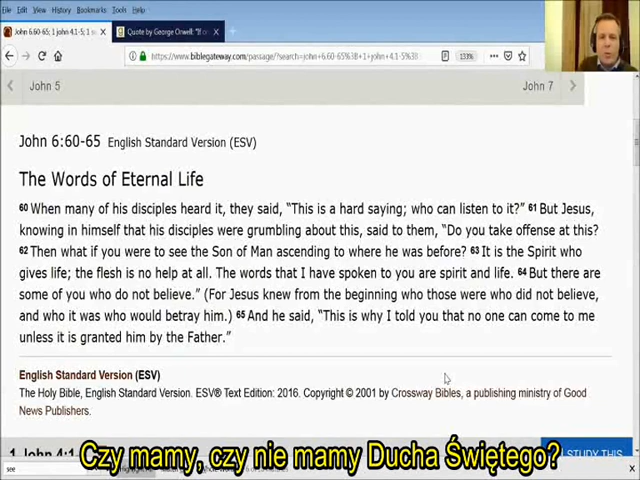 File Edit View History Bookmarks Tools Help
John 6:60-65; 1 john 4.1-5; 1 s
Quote by George Orwell: "If
https://www.biblegateway.com/passage/?search=john+6:60-65%3B+1+john+4.1-5%3
133%
John 5
John 7
John 6:60-65 English Standard Version (ESV)
The Words of Eternal Life
60 When many of his disciples heard it, they said, “This is a hard saying; who can listen to it?” 61 But Jesus,
knowing in himself that his disciples were grumbling about this, said to them, “Do you take offense at this?
62 Then what if you were to see the Son of Man ascending to where he was before? 63 It is the Spirit who
gives life; the flesh is no help at all. The words that I have spoken to you are spirit and life. 64 But there are
some of you who do not believe.” (For Jesus knew from the beginning who those were who did not believe,
and who it was who would betray him.) 65 And he said, “This is why I told you that no one can come to me
unless it is granted him by the Father.”
English Standard Version (ESV)
The Holy Bible, English Standard Version. ESV® Text Edition: 2016. Copyright © 2001 by Crossway Bibles, a publishing ministry of Good
News Publishers.
1 John 4:1
STUDY THIS
Czy mamy, czy nie mamy Ducha Świętego?
see